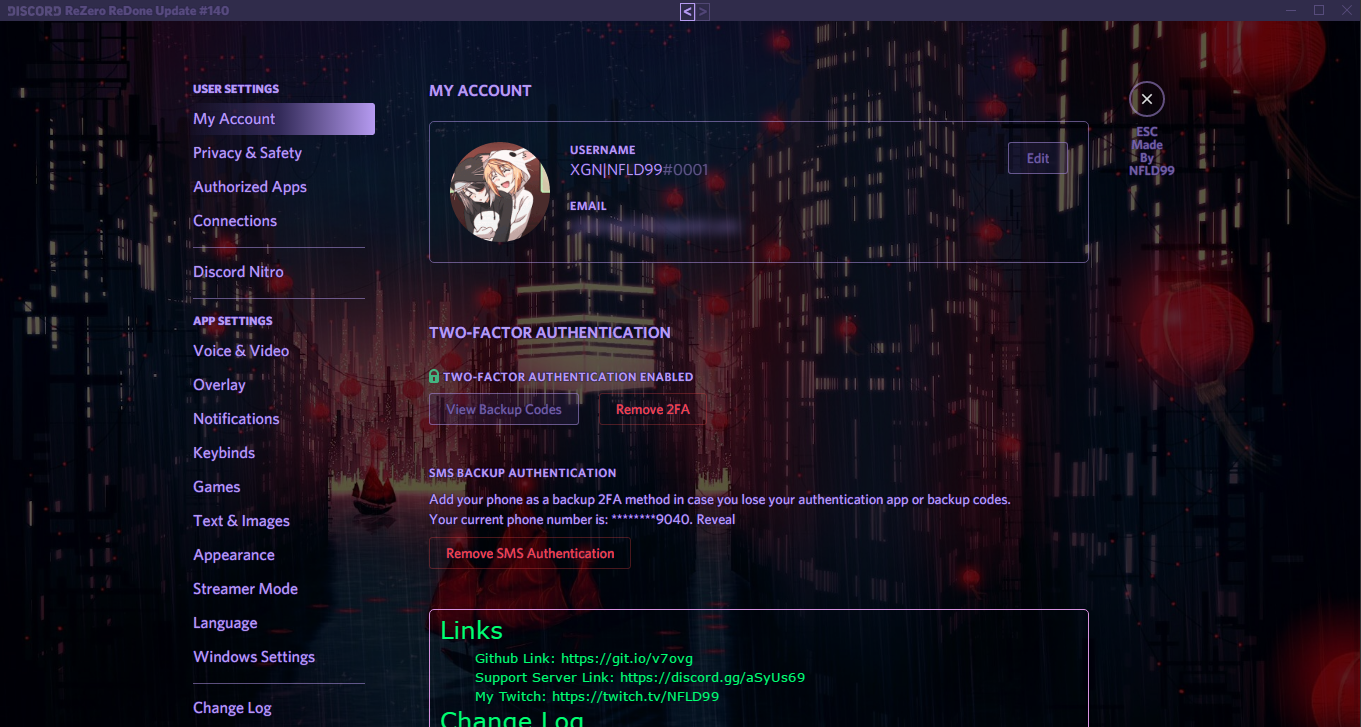 DISCORD ReZero ReDone Update #140
< >
USER SETTINGS
My Account
Privacy & Safety
Authorized Apps
Connections
Discord Nitro
APP SETTINGS
Voice & Video
Overlay
Notifications
Keybinds
Games
Text & Images
Appearance
Streamer Mode
Language
Windows Settings
Change Log
MY ACCOUNT
USERNAME
XGN|NFLD99#0001
EMAIL
Edit
TWO-FACTOR AUTHENTICATION
TWO-FACTOR AUTHENTICATION ENABLED
View Backup Codes
Remove 2FA
SMS BACKUP AUTHENTICATION
Add your phone as a backup 2FA method in case you lose your authentication app or backup codes.
Your current phone number is: ********9040. Reveal
Remove SMS Authentication
Links
Github Link: https://git.io/v7ovg
Support Server Link: https://discord.gg/aSyUs69
My Twitch: https://twitch.tv/NFLD99
Change Log
ESC
Made
By
NFLD99